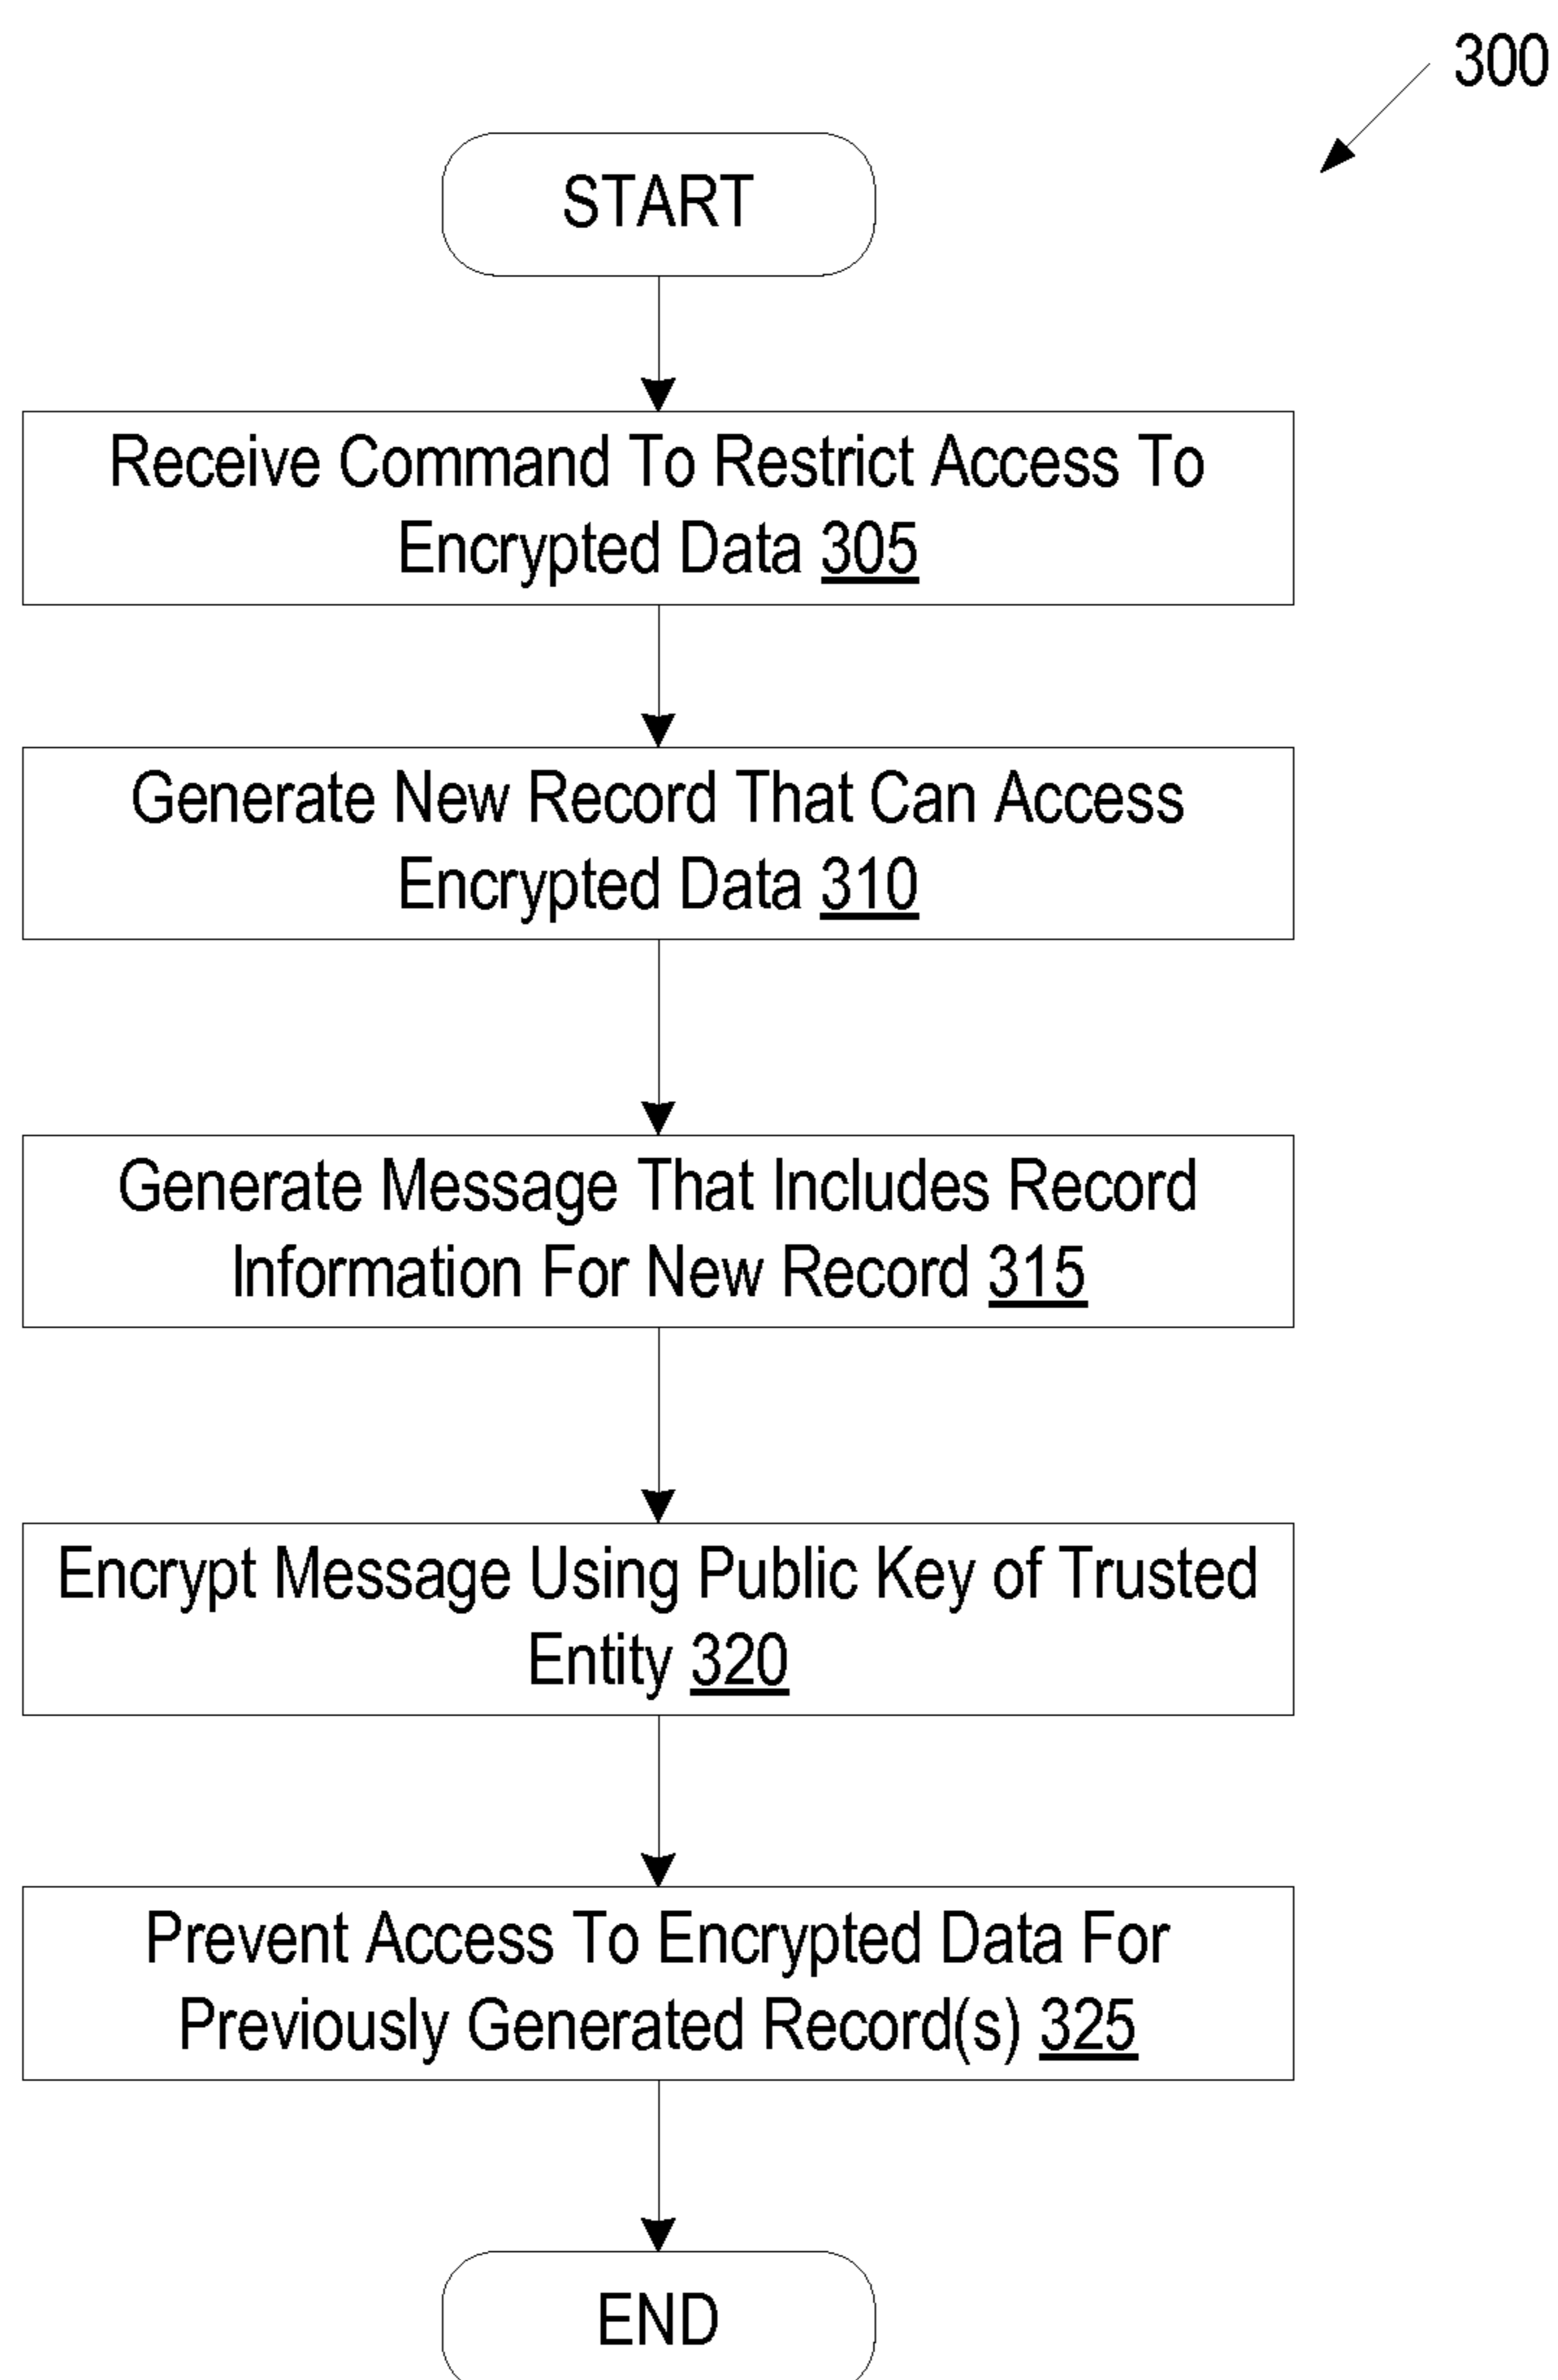 300
START
Receive Command To Restrict Access To
Encrypted Data 305
Generate New Record That Can Access
Encrypted Data 310
Generate Message That Includes Record
Information For New Record 315
Encrypt Message Using Public Key of Trusted
Entity 320
Prevent Access To Encrypted Data For
Previously Generated Record(s) 325
END